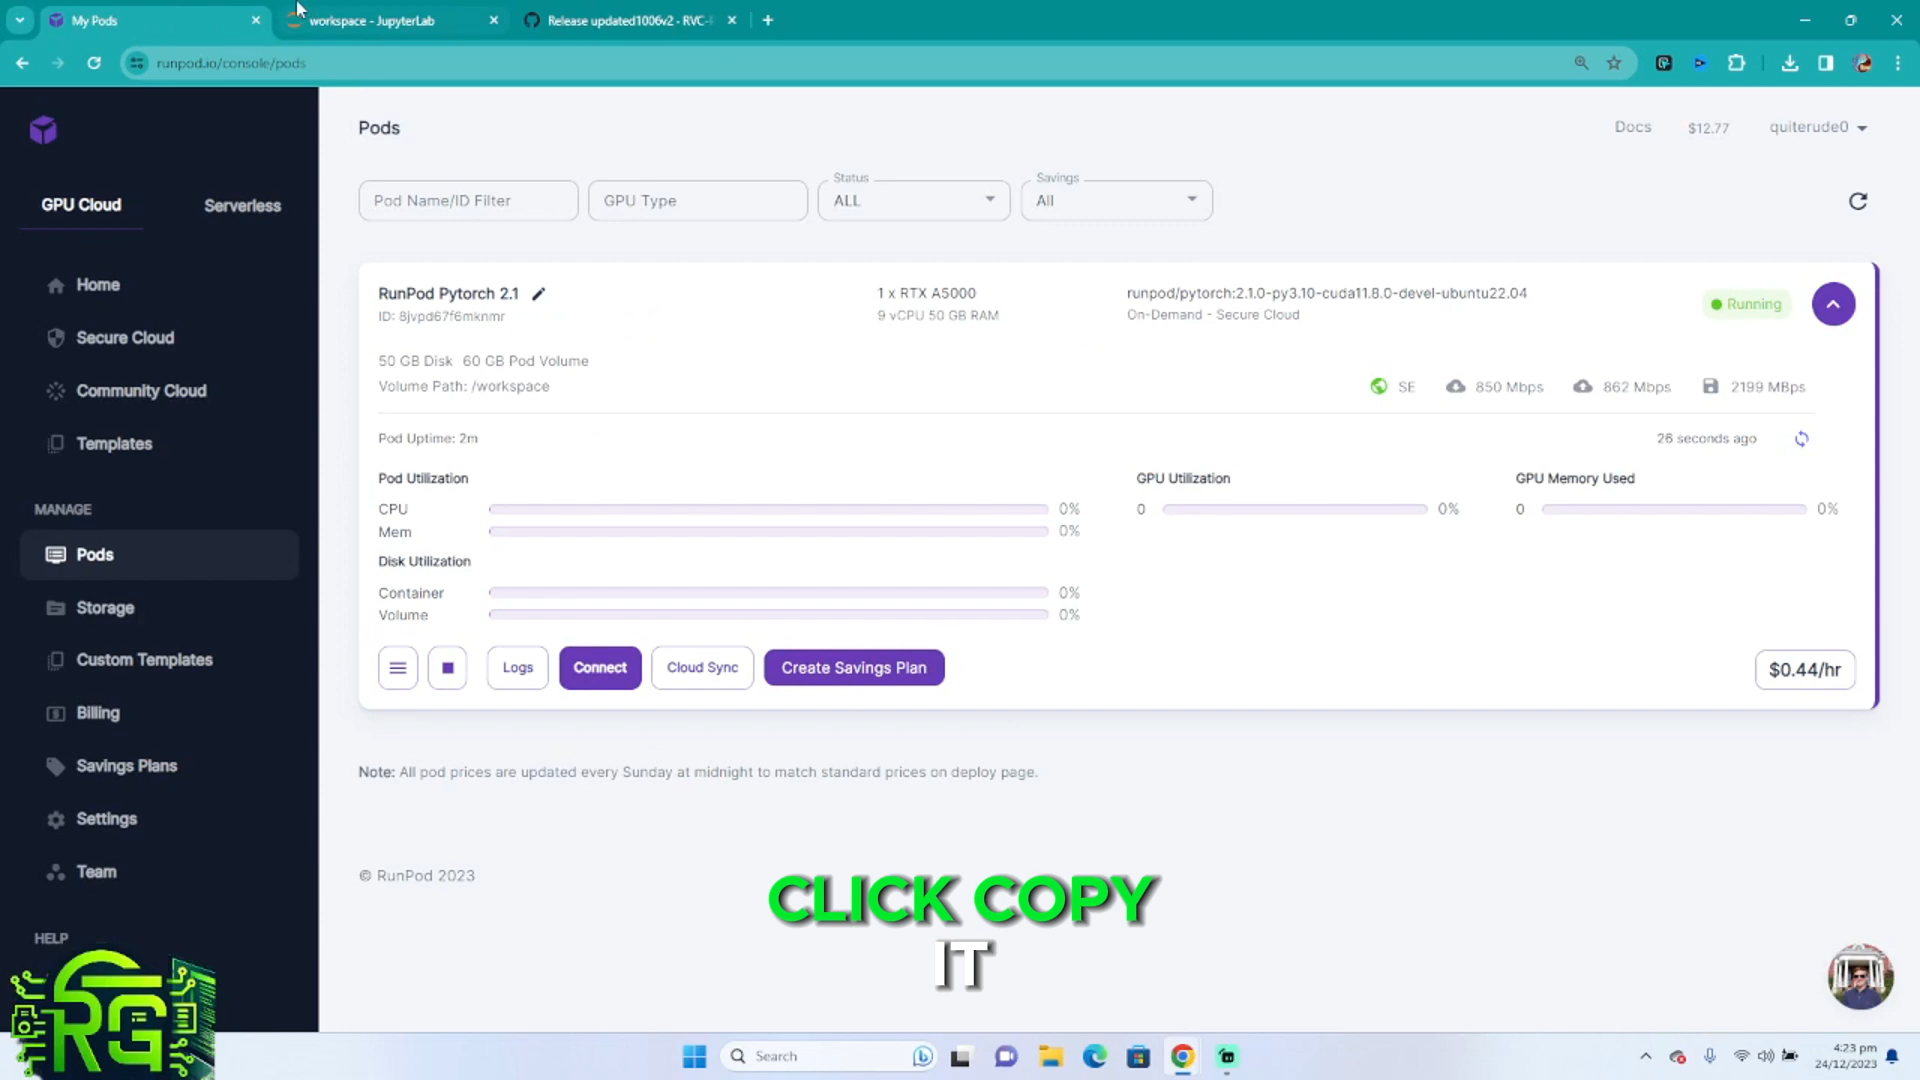 My Pods
workspace - JupyterLab
Release updated1006v2 - RVC-
runpod.io/console/pods
Pods
Docs
$12.77
quiterude0
GPU Cloud
Serverless
Pod Name/ID Filter
GPU Type
Status
ALL
Savings
All
Home
Secure Cloud
Community Cloud
Templates
MANAGE
Pods
Storage
Custom Templates
Billing
Savings Plans
Settings
Team
HELP
RunPod Pytorch 2.1
ID: 8jvpd67f6mknmr
1 x RTX A5000
9 vCPU 50 GB RAM
runpod/pytorch:2.1.0-py3.10-cuda11.8.0-devel-ubuntu22.04
On-Demand - Secure Cloud
Running
50 GB Disk 60 GB Pod Volume
Volume Path: /workspace
SE
850 Mbps
862 Mbps
2199 MBps
Pod Uptime: 2m
26 seconds ago
Pod Utilization
CPU
0%
Mem
0%
GPU Utilization
0
0%
GPU Memory Used
0
0%
Disk Utilization
Container
0%
Volume
0%
Logs
Connect
Cloud Sync
Create Savings Plan
$0.44/hr
Note: All pod prices are updated every Sunday at midnight to match standard prices on deploy page.
© RunPod 2023
CLICK COPY
IT
RG
Search
4:23 pm
24/12/2023